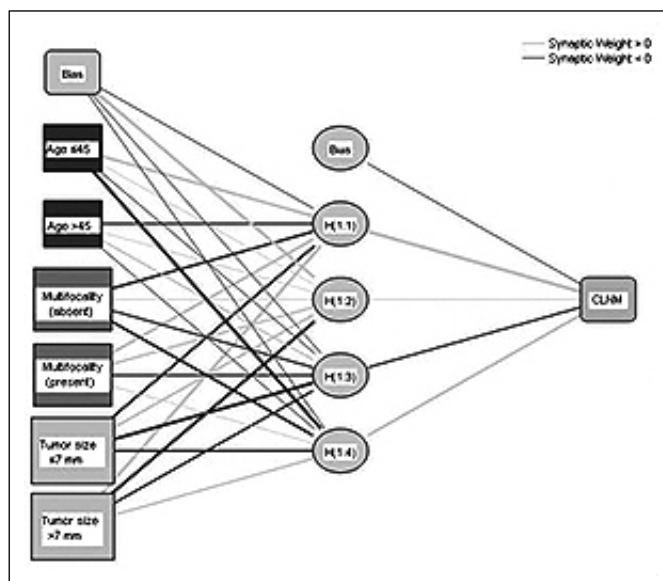 Synaptic Weight > 0
Synaptic Weight < 0
Bias
Age ≤45
Age >45
Multifocality
(absent)
Multifocality
(present)
Tumor size
≤7 mm
Tumor size
>7 mm
Bias
H(1:1)
H(1:2)
H(1:3)
H(1:4)
CLNM